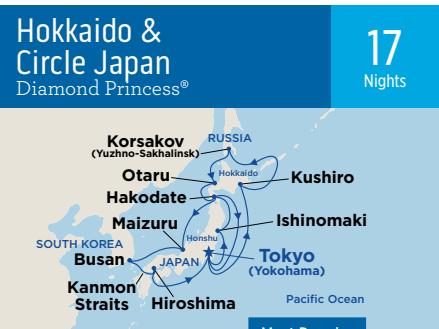 Hokkaido &
Circle Japan
Diamond Princess®
17
Nights
Korsakov
(Yuzhno-Sakhalinsk)
RUSSIA
Otaru
Hokkaido
Kushiro
Hakodate
Maizuru
Ishinomaki
Honshu
SOUTH KOREA
Busan
JAPAN
Tokyo
(Yokohama)
Kanmon
Straits
Hiroshima
Pacific Ocean